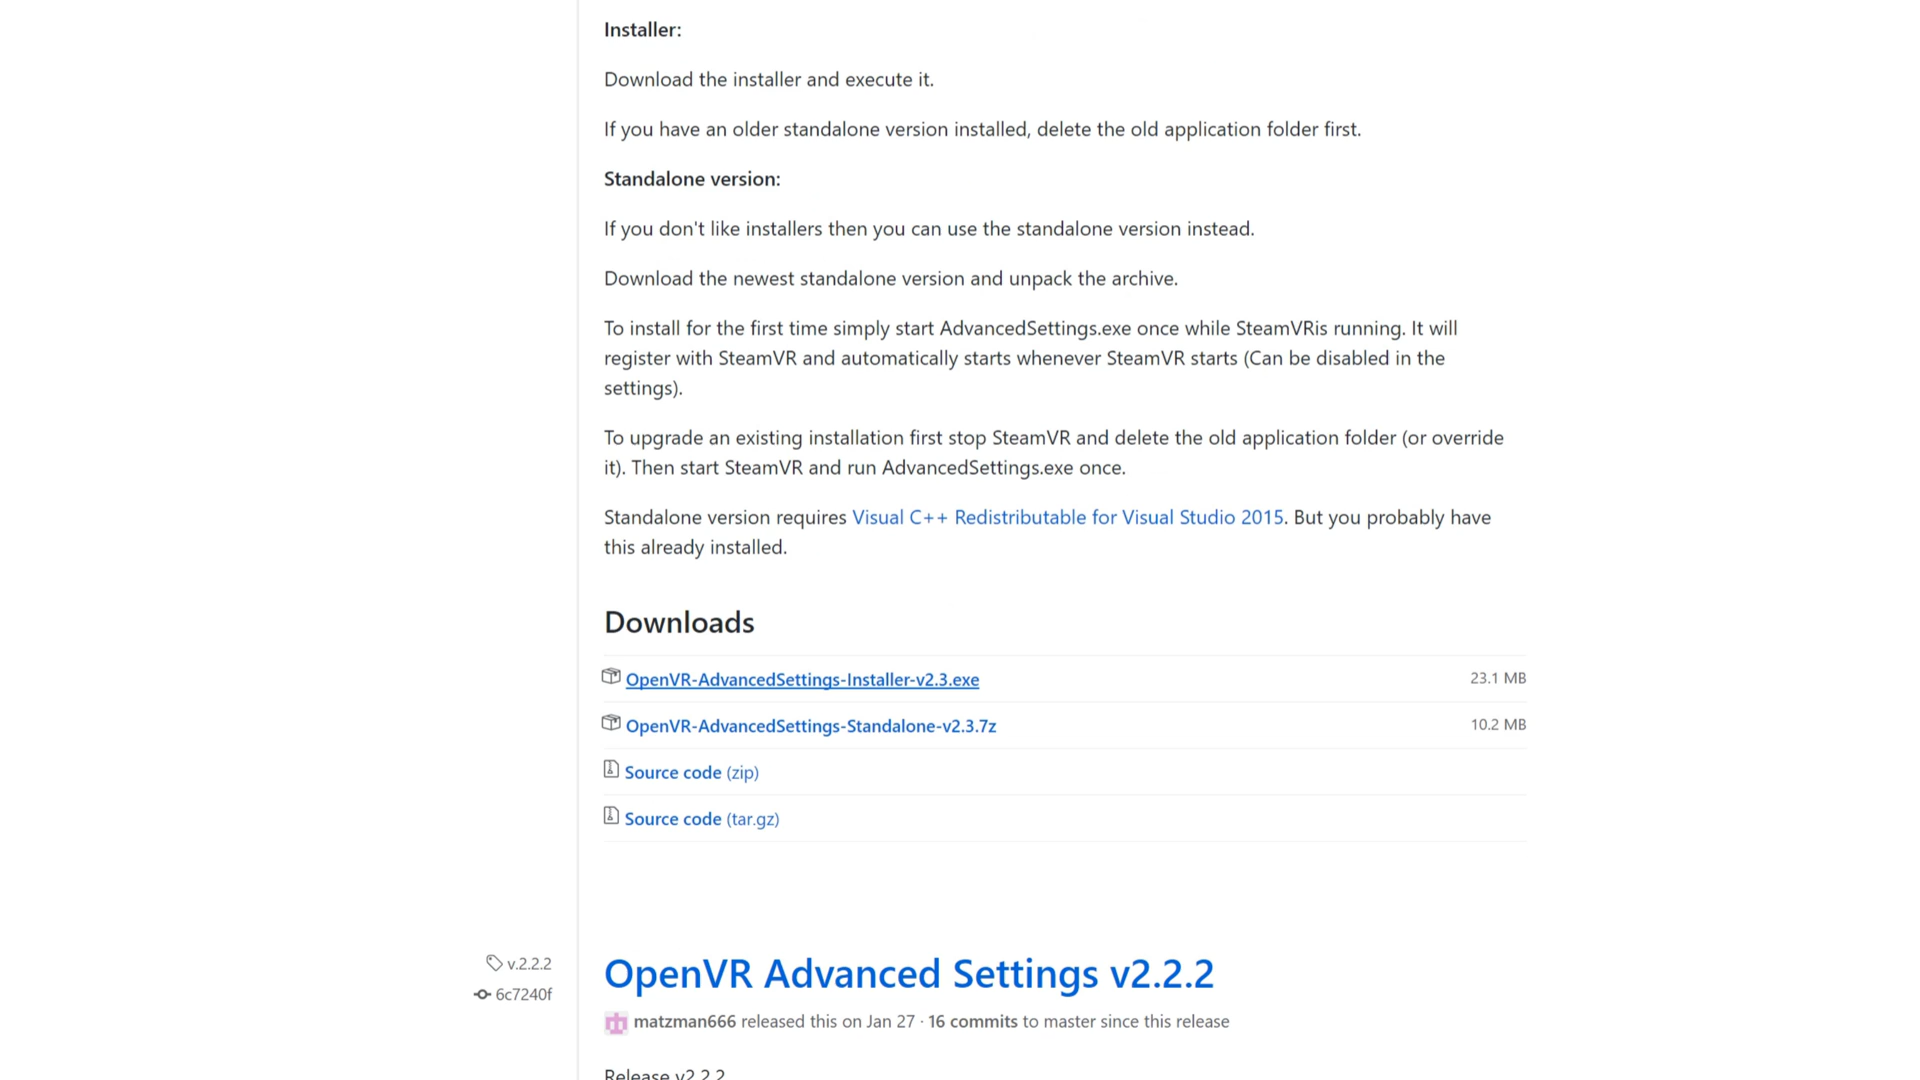 Installer:
Download the installer and execute it.
If you have an older standalone version installed, delete the old application folder first.
Standalone version:
If you don't like installers then you can use the standalone version instead.
Download the newest standalone version and unpack the archive.
To install for the first time simply start AdvancedSettings.exe once while SteamVRis running. It will
register with SteamVR and automatically starts whenever SteamVR starts (Can be disabled in the
settings).
To upgrade an existing installation first stop SteamVR and delete the old application folder (or override
it). Then start SteamVR and run AdvancedSettings.exe once.
Standalone version requires Visual C++ Redistributable for Visual Studio 2015. But you probably have
this already installed.
Downloads
OpenVR-AdvancedSettings-Installer-v2.3.exe 23.1 MB
OpenVR-AdvancedSettings-Standalone-v2.3.7z 10.2 MB
Source code (zip)
Source code (tar.gz)
v.2.2.2
6c7240f
OpenVR Advanced Settings v2.2.2
matzman666 released this on Jan 27 · 16 commits to master since this release
Release v2.2.2